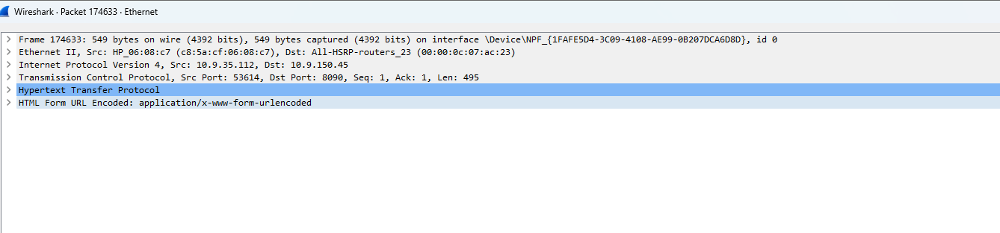 Wireshark · Packet 174633 · Ethernet
Frame 174633: 549 bytes on wire (4392 bits), 549 bytes captured (4392 bits) on interface \Device\NPF_{1FAFE5D4-3C09-4108-AE99-0B207DCA6D8D}, id 0
Ethernet II, Src: HP_06:08:c7 (c8:5a:cf:06:08:c7), Dst: All-HSRP-routers_23 (00:00:0c:07:ac:23)
Internet Protocol Version 4, Src: 10.9.35.112, Dst: 10.9.150.45
Transmission Control Protocol, Src Port: 53614, Dst Port: 8090, Seq: 1, Ack: 1, Len: 495
Hypertext Transfer Protocol
HTML Form URL Encoded: application/x-www-form-urlencoded